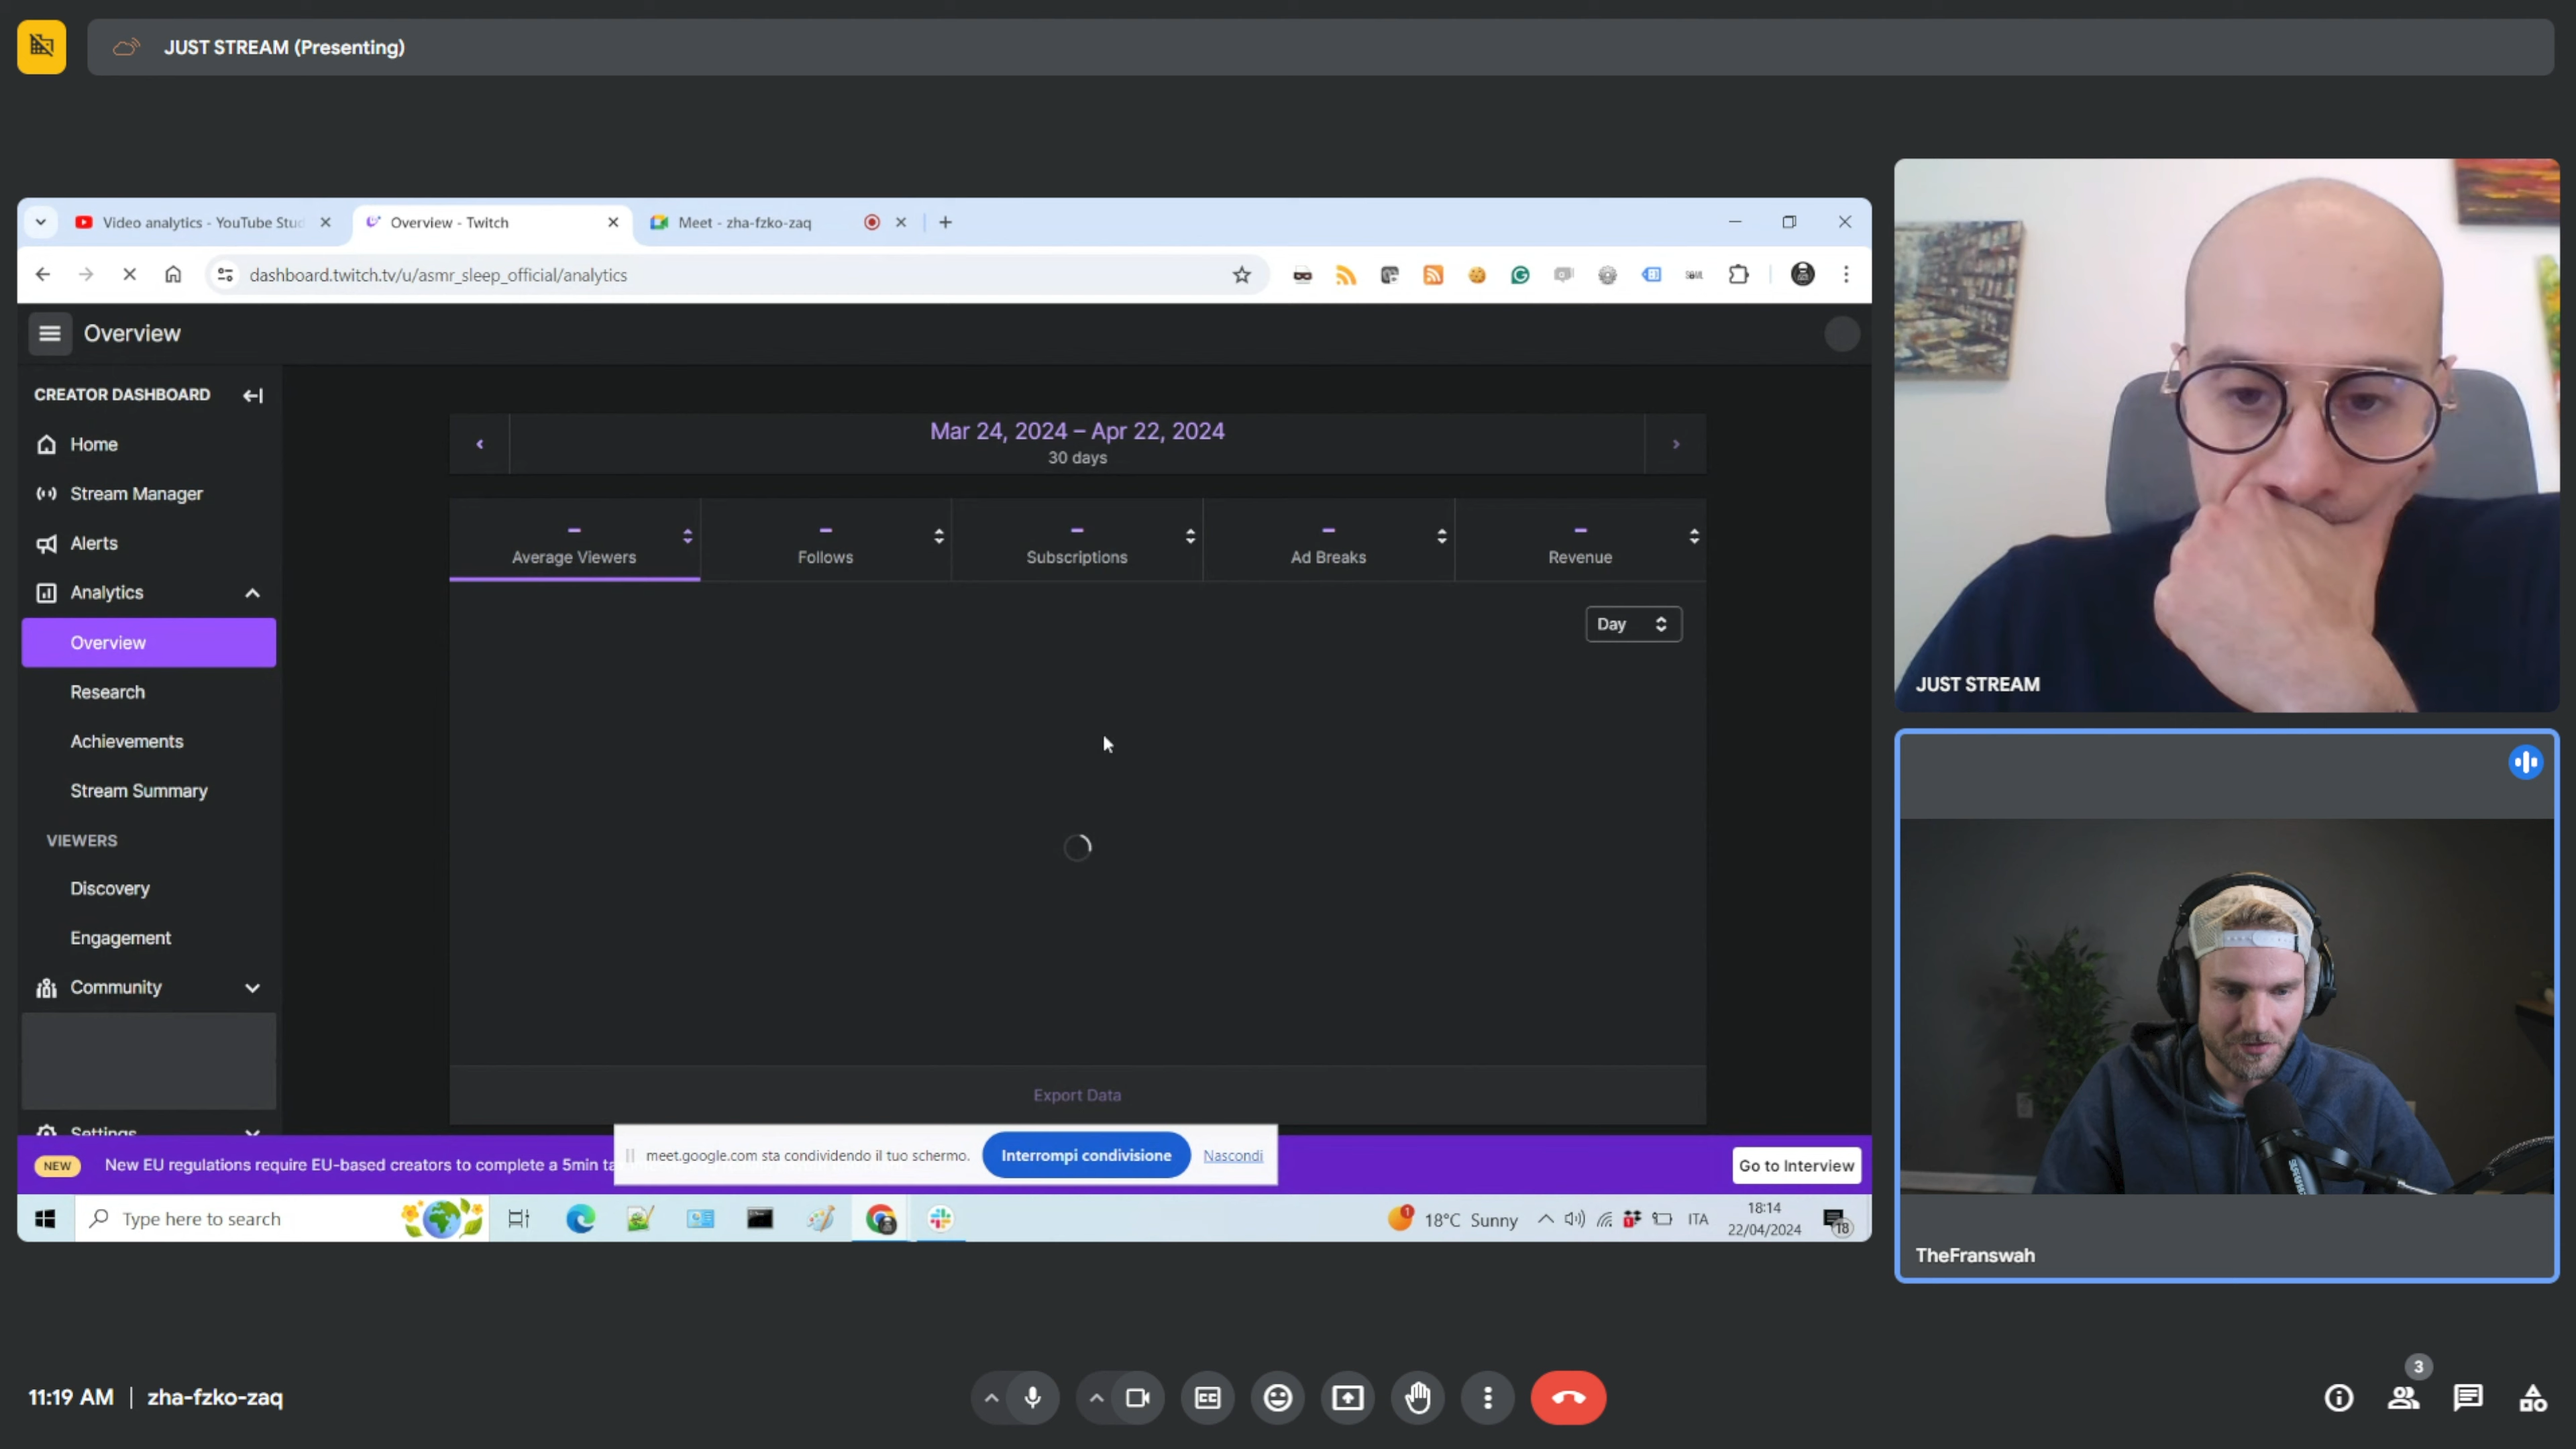 JUST STREAM (Presenting)
Video analytics - YouTube Stud
Overview - Twitch
Meet - zha-fzko-zaq
dashboard.twitch.tv/u/asmr_sleep_official/analytics
Overview
CREATOR DASHBOARD
Home
Stream Manager
Alerts
Analytics
Overview
Research
Achievements
Stream Summary
VIEWERS
Discovery
Engagement
Community
Settings
Mar 24, 2024 – Apr 22, 2024
30 days
– Average Viewers
– Follows
– Subscriptions
– Ad Breaks
– Revenue
Day
Export Data
NEW
New EU regulations require EU-based creators to complete a 5min ta
meet.google.com sta condividendo il tuo schermo.
Interrompi condivisione
Nascondi
Go to Interview
Type here to search
1
18°C Sunny
ITA
18:14
22/04/2024
18
JUST STREAM
TheFranswah
11:19 AM | zha-fzko-zaq
CC
3